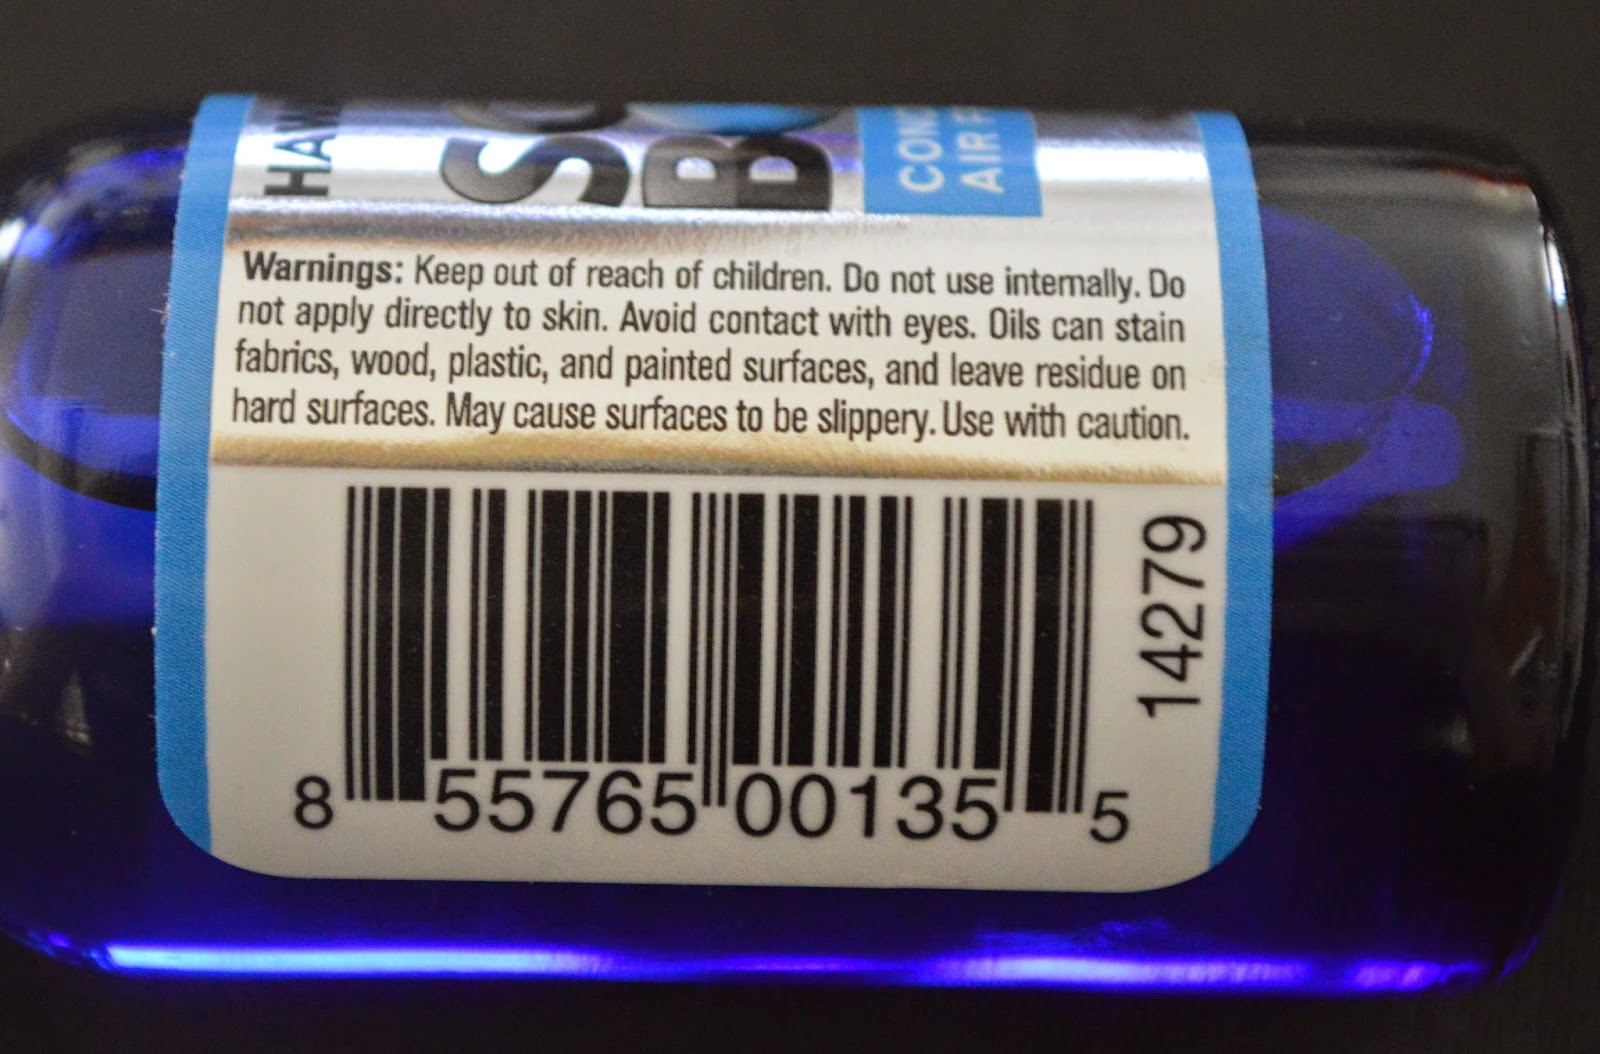 Warnings: Keep out of reach of children. Do not use internally. Do
not apply directly to skin. Avoid contact with eyes. Oils can stain
fabrics, wood, plastic, and painted surfaces, and leave residue on
hard surfaces. May cause surfaces to be slippery. Use with caution.
8 55765 00135 5
14279
AIR